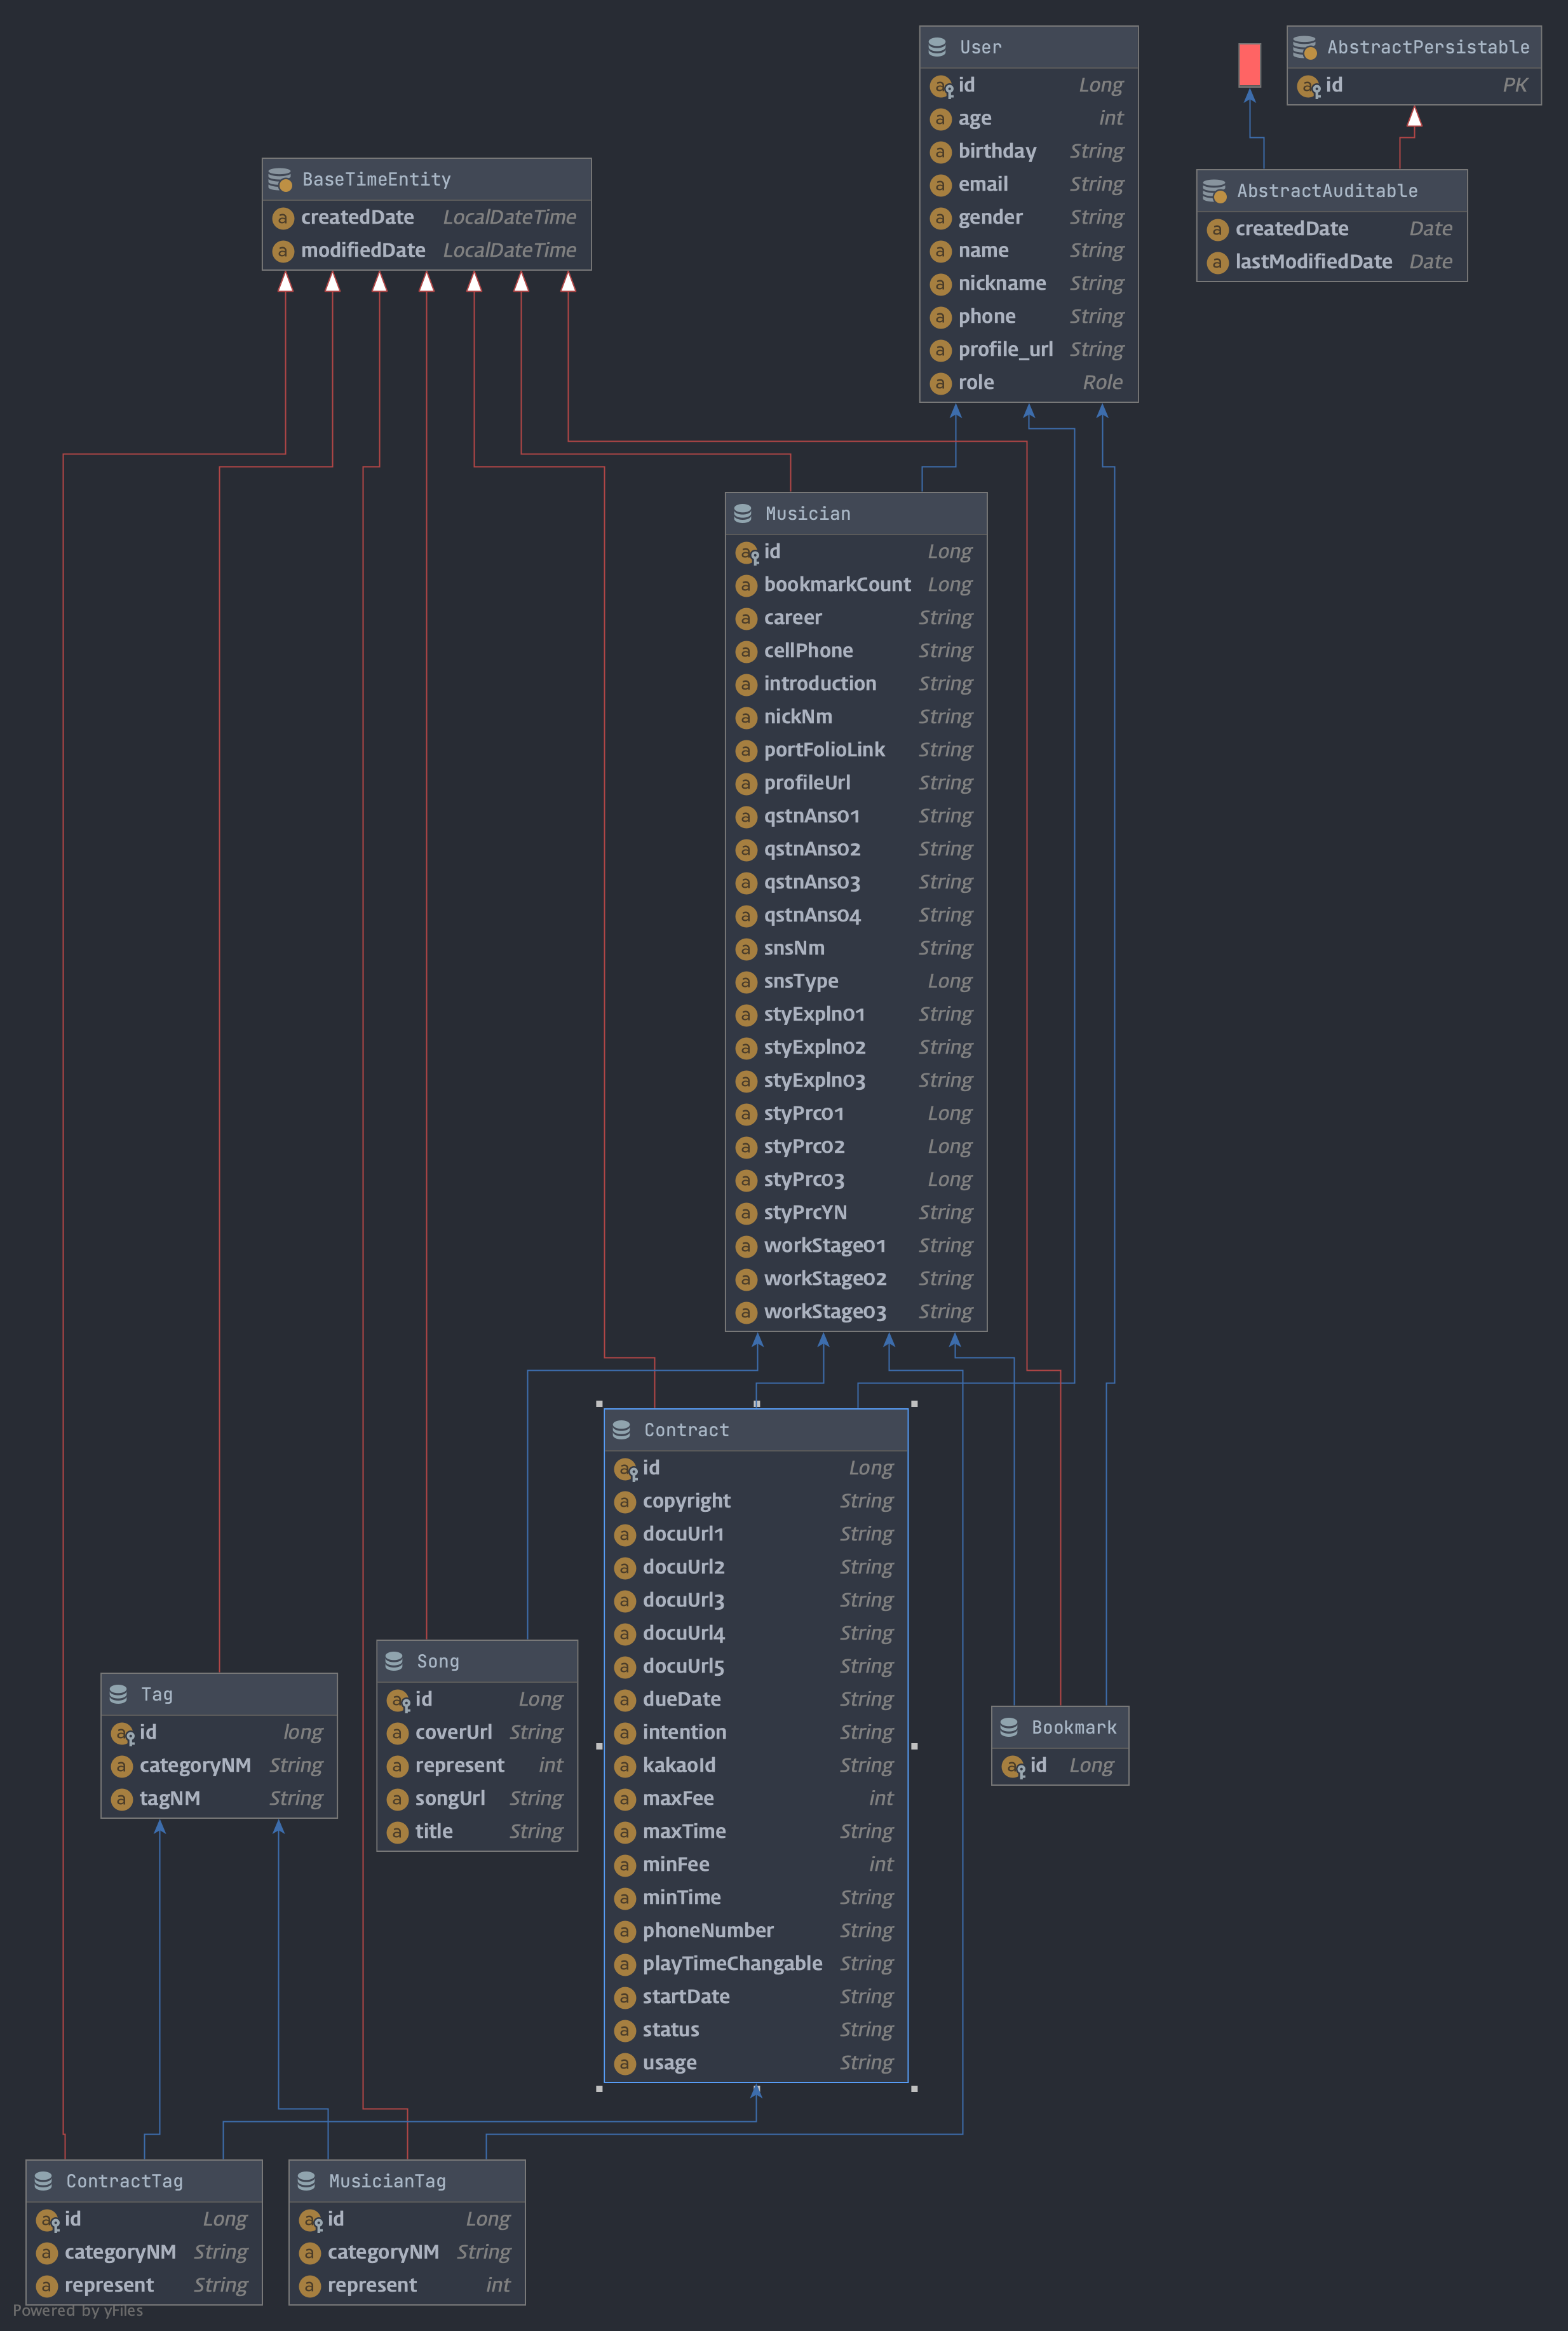 User
id Long
age int
birthday String
email String
gender String
name String
nickname String
phone String
profile_url String
role Role
AbstractPersistable
id PK
BaseTimeEntity
createdDate LocalDateTime
modifiedDate LocalDateTime
AbstractAuditable
createdDate Date
lastModifiedDate Date
Musician
id Long
bookmarkCount Long
career String
cellPhone String
introduction String
nickNm String
portFolioLink String
profileUrl String
qstnAns01 String
qstnAns02 String
qstnAns03 String
qstnAns04 String
snsNm String
snsType Long
styExpln01 String
styExpln02 String
styExpln03 String
styPrc01 Long
styPrc02 Long
styPrc03 Long
styPrcYN String
workStage01 String
workStage02 String
workStage03 String
Contract
id Long
copyright String
docuUrl1 String
docuUrl2 String
docuUrl3 String
docuUrl4 String
docuUrl5 String
dueDate String
intention String
kakaoId String
maxFee int
maxTime String
minFee int
minTime String
phoneNumber String
playTimeChangable String
startDate String
status String
usage String
Song
id Long
coverUrl String
represent int
songUrl String
title String
Tag
id long
categoryNM String
tagNM String
Bookmark
id Long
ContractTag
id Long
categoryNM String
represent String
MusicianTag
id Long
categoryNM String
represent int
Powered by yFiles